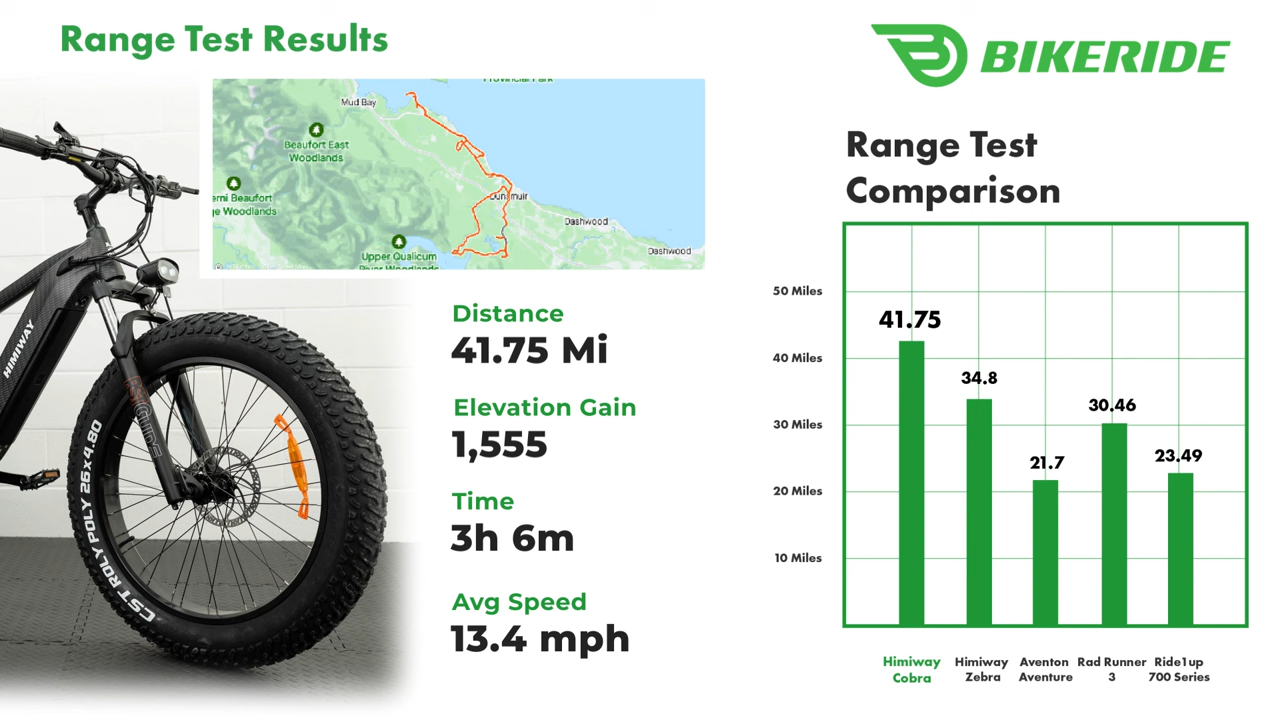 Range Test Results
BIKERIDE
Mud Bay
Beaufort East
Woodlands
Beaufort
Woodlands
Dashwood
Dashwood
Upper Qualicum
River Woodlands
HIMIWAY
CST ROLY POLY 26x4.80
Distance
41.75 Mi
Elevation Gain
1,555
Time
3h 6m
Avg Speed
13.4 mph
Range Test
Comparison
50 Miles
40 Miles
30 Miles
20 Miles
10 Miles
41.75
34.8
21.7
30.46
23.49
Himiway
Cobra
Himiway
Zebra
Aventon
Aventure
Rad Runner
3
Ride1up
700 Series